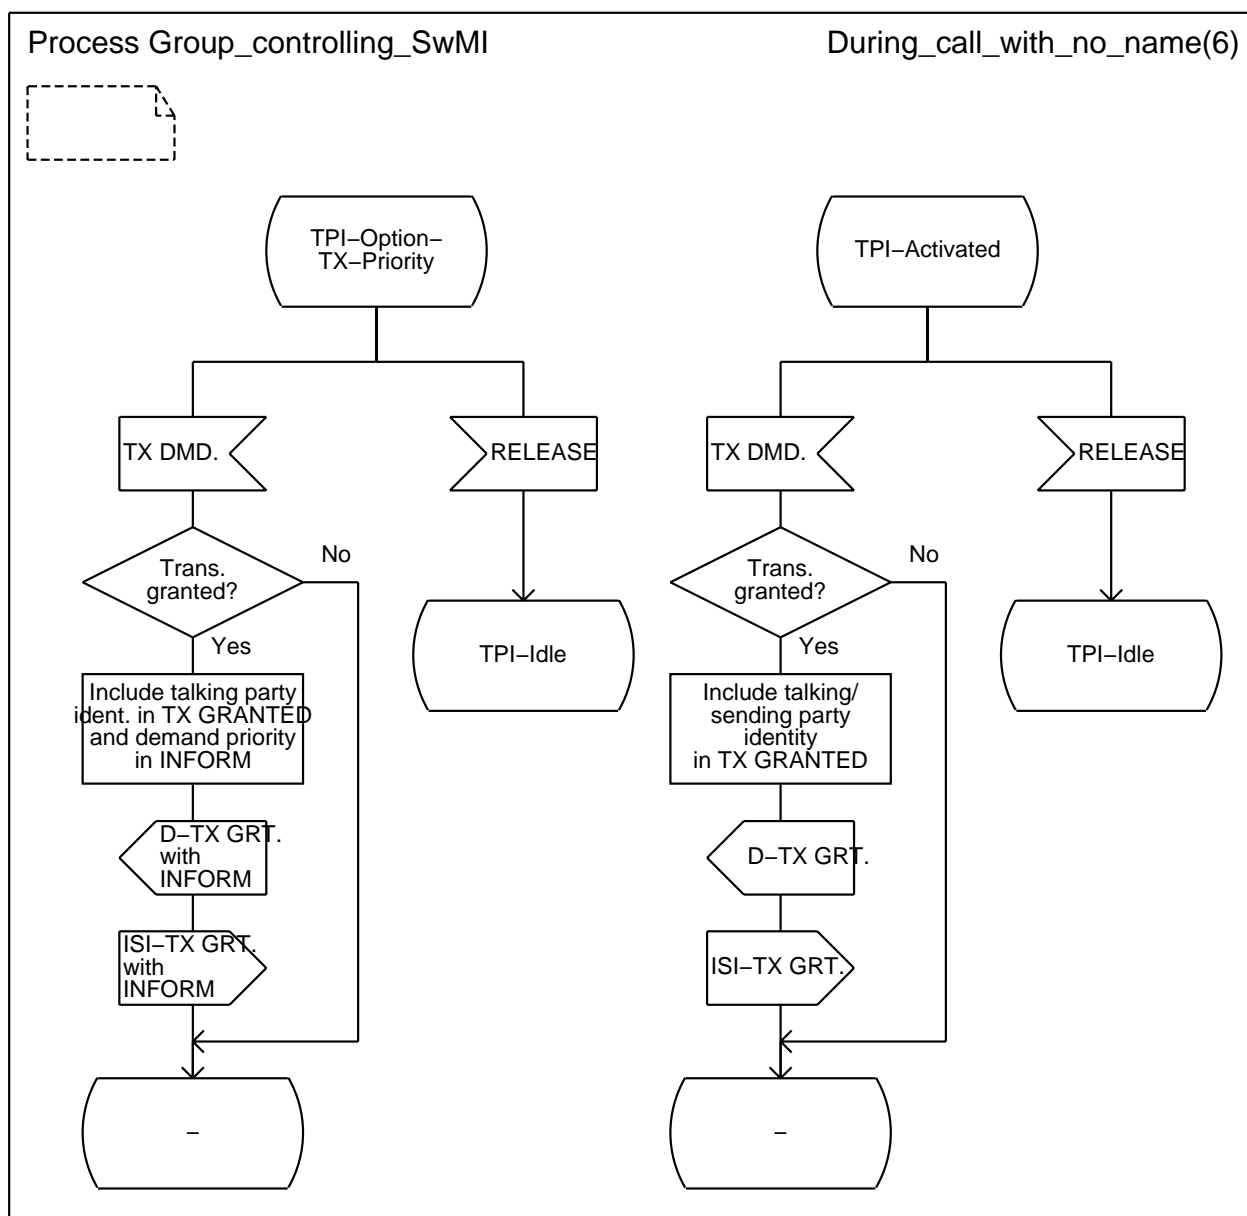 Process Group_controlling_SwMI
During_call_with_no_name(6)
TPI–Option–
TX–Priority
TPI–Activated
TX DMD.
RELEASE
TX DMD.
RELEASE
Trans.
granted?
No
Yes
TPI–Idle
Trans.
granted?
No
Yes
TPI–Idle
Include talking party
ident. in TX GRANTED
and demand priority
in INFORM
Include talking/
sending party
identity
in TX GRANTED
D–TX GRT.
with
INFORM
D–TX GRT.
ISI–TX GRT.
with
INFORM
ISI–TX GRT.
–
–